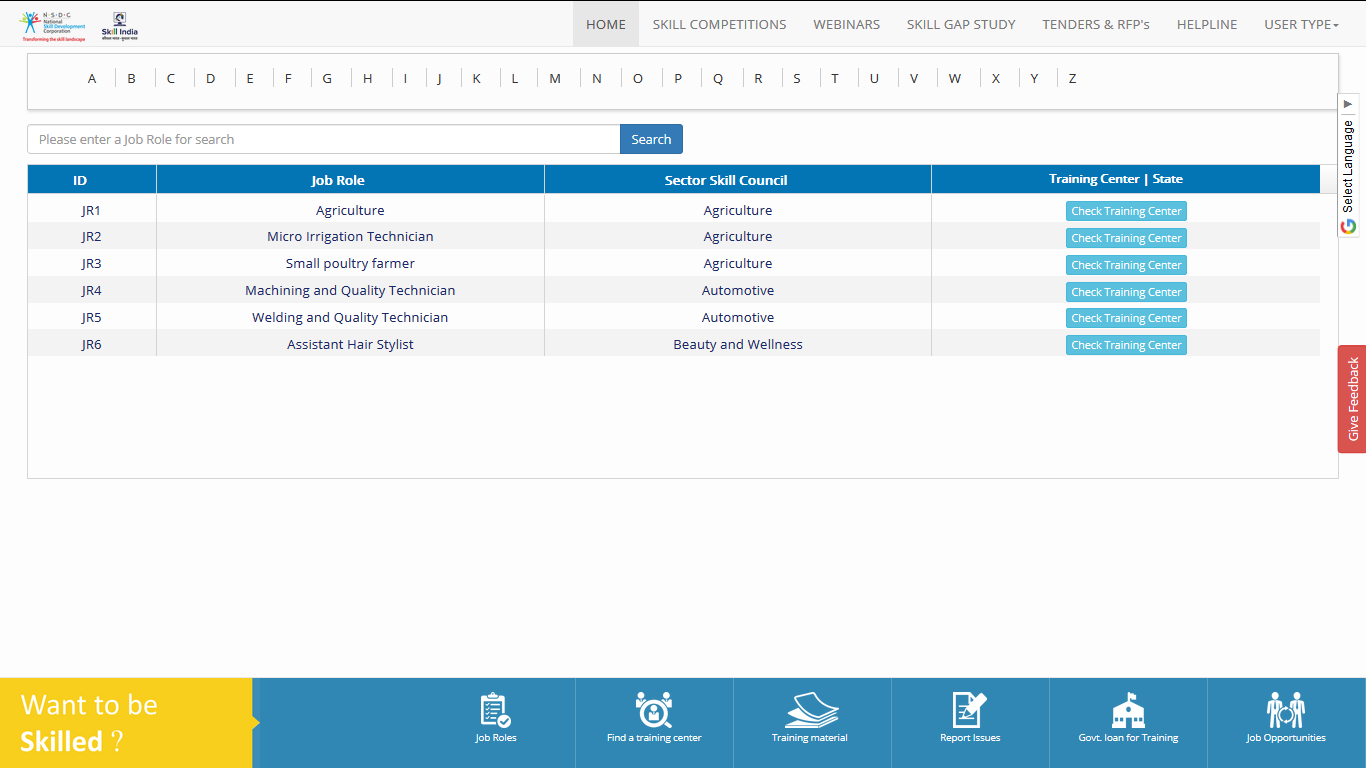 N·S·D·C
National
Skill Development
Corporation
Transforming the skill landscape
Skill India
कौशल भारत - कुशल भारत
HOME
SKILL COMPETITIONS
WEBINARS
SKILL GAP STUDY
TENDERS & RFP's
HELPLINE
USER TYPE
A B C D E F G H I J K L M N O P Q R S T U V W X Y Z
Please enter a Job Role for search
Search
Select Language
ID Job Role Sector Skill Council Training Center | State
JR1 Agriculture Agriculture Check Training Center
JR2 Micro Irrigation Technician Agriculture Check Training Center
JR3 Small poultry farmer Agriculture Check Training Center
JR4 Machining and Quality Technician Automotive Check Training Center
JR5 Welding and Quality Technician Automotive Check Training Center
JR6 Assistant Hair Stylist Beauty and Wellness Check Training Center
Give Feedback
Want to be
Skilled ?
Job Roles
Find a training center
Training material
Report Issues
Govt. loan for Training
Job Opportunities